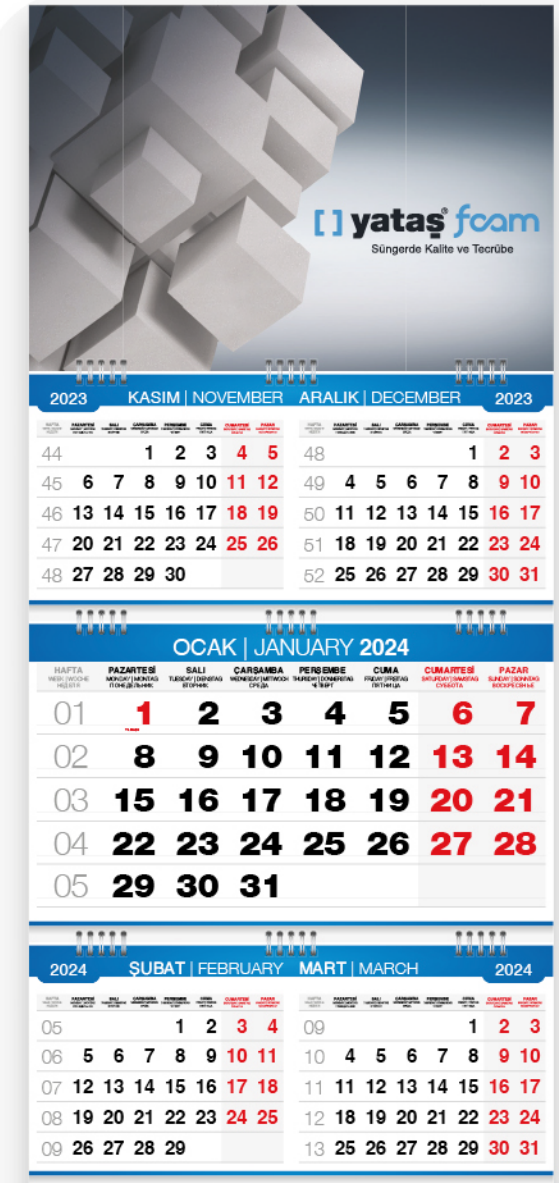 [ ] yataş® foam
Süngerde Kalite ve Tecrübe
2023 KASIM | NOVEMBER ARALIK | DECEMBER 2023
44 1 2 3 4 5 48 1 2 3
45 6 7 8 9 10 11 12 49 4 5 6 7 8 9 10
46 13 14 15 16 17 18 19 50 11 12 13 14 15 16 17
47 20 21 22 23 24 25 26 51 18 19 20 21 22 23 24
48 27 28 29 30 52 25 26 27 28 29 30 31
OCAK | JANUARY 2024
HAFTA PAZARTESİ SALI ÇARŞAMBA PERŞEMBE CUMA CUMARTESİ PAZAR
WEEK | WOCHE MONDAY | MONTAG TUESDAY | DIENSTAG WEDNESDAY | MITTWOCH THURSDAY | DONNERSTAG FRIDAY | FREITAG SATURDAY | SAMSTAG SUNDAY | SONNTAG
НЕДЕЛЯ ПОНЕДЕЛЬНИК ВТОРНИК СРЕДА ЧЕТВЕРГ ПЯТНИЦА СУББОТА ВОСКРЕСЕНЬЕ
01 1 2 3 4 5 6 7
02 8 9 10 11 12 13 14
03 15 16 17 18 19 20 21
04 22 23 24 25 26 27 28
05 29 30 31
2024 ŞUBAT | FEBRUARY MART | MARCH 2024
05 1 2 3 4 09 1 2 3
06 5 6 7 8 9 10 11 10 4 5 6 7 8 9 10
07 12 13 14 15 16 17 18 11 11 12 13 14 15 16 17
08 19 20 21 22 23 24 25 12 18 19 20 21 22 23 24
09 26 27 28 29 13 25 26 27 28 29 30 31